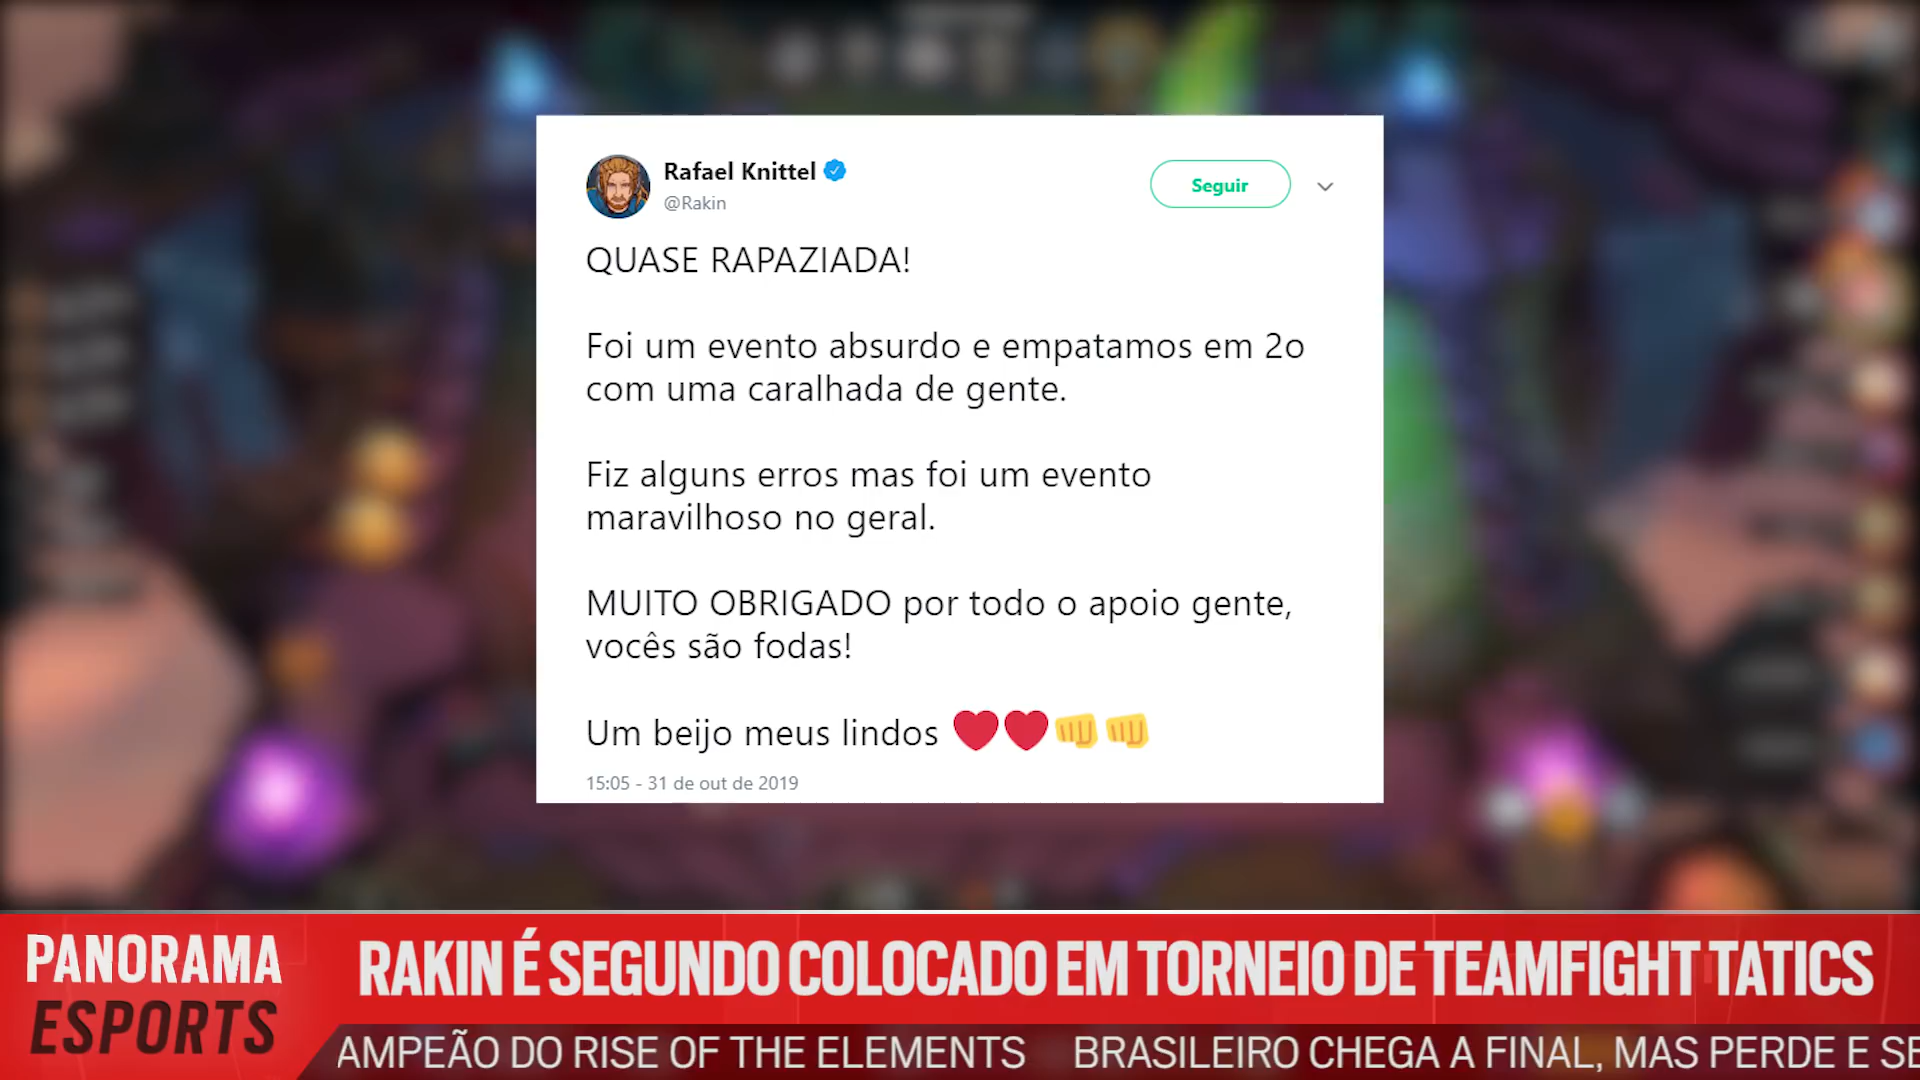 Rafael Knittel
@Rakin
Seguir
QUASE RAPAZIADA!
Foi um evento absurdo e empatamos em 2o
com uma caralhada de gente.
Fiz alguns erros mas foi um evento
maravilhoso no geral.
MUITO OBRIGADO por todo o apoio gente,
vocês são fodas!
Um beijo meus lindos ❤️❤️👊👊
15:05 - 31 de out de 2019
PANORAMA
ESPORTS
RAKIN É SEGUNDO COLOCADO EM TORNEIO DE TEAMFIGHT TATICS
AMPEÃO DO RISE OF THE ELEMENTS BRASILEIRO CHEGA A FINAL, MAS PERDE E SE